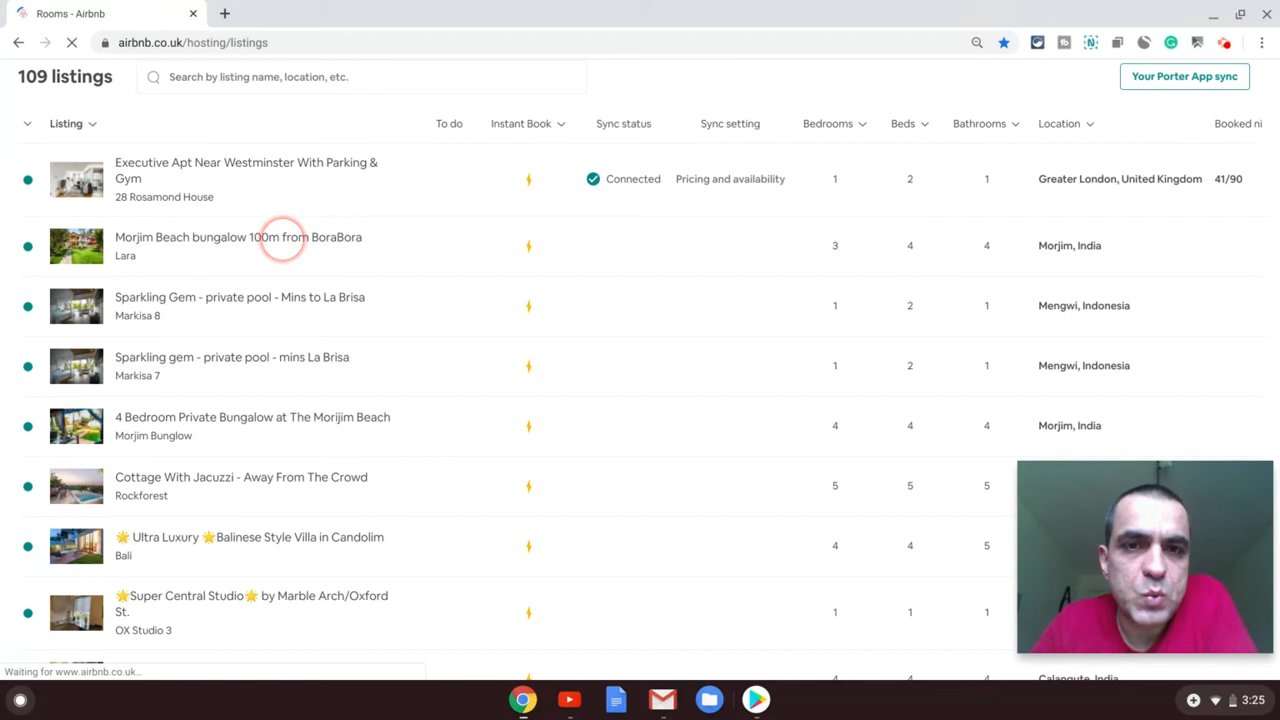 Rooms - Airbnb
airbnb.co.uk/hosting/listings
109 listings
Search by listing name, location, etc.
Your Porter App sync
Listing To do Instant Book Sync status Sync setting Bedrooms Beds Bathrooms Location Booked ni
Executive Apt Near Westminster With Parking &
Gym
28 Rosamond House
Connected Pricing and availability 1 2 1 Greater London, United Kingdom 41/90
Morjim Beach bungalow 100m from BoraBora
Lara
3 4 4 Morjim, India
Sparkling Gem - private pool - Mins to La Brisa
Markisa 8
1 2 1 Mengwi, Indonesia
Sparkling gem - private pool - mins La Brisa
Markisa 7
1 2 1 Mengwi, Indonesia
4 Bedroom Private Bungalow at The Morijim Beach
Morjim Bunglow
4 4 4 Morjim, India
Cottage With Jacuzzi - Away From The Crowd
Rockforest
5 5 5
🌟 Ultra Luxury 🌟Balinese Style Villa in Candolim
Bali
4 4 5
🌟Super Central Studio🌟 by Marble Arch/Oxford
St.
OX Studio 3
1 1 1
4 4 4 Calangute, India
Waiting for www.airbnb.co.uk...
3:25